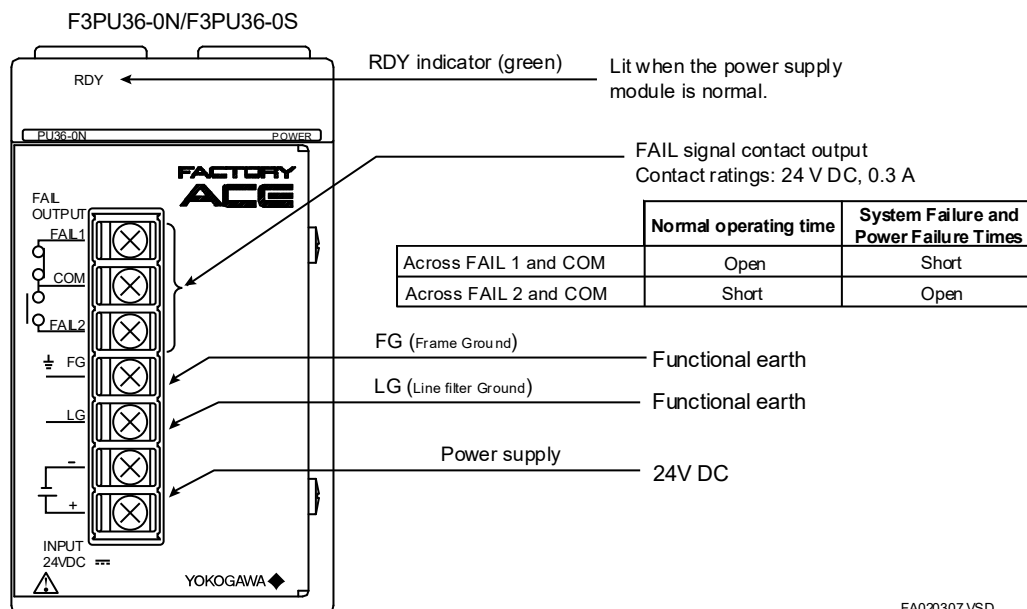 F3PU36-0N/F3PU36-0S
RDY
RDY indicator (green)
Lit when the power supply
module is normal.
PU36-0N
POWER
FACTORY
ACE
FAIL signal contact output
Contact ratings: 24 V DC, 0.3 A
Normal operating time
System Failure and
Power Failure Times
Across FAIL 1 and COM
Open
Short
Across FAIL 2 and COM
Short
Open
FAIL
OUTPUT
FAIL1
COM
FAIL2
FG
LG
-
+
INPUT
24VDC
YOKOGAWA
FG (Frame Ground)
Functional earth
LG (Line filter Ground)
Functional earth
Power supply
24V DC
FA020307.VSD